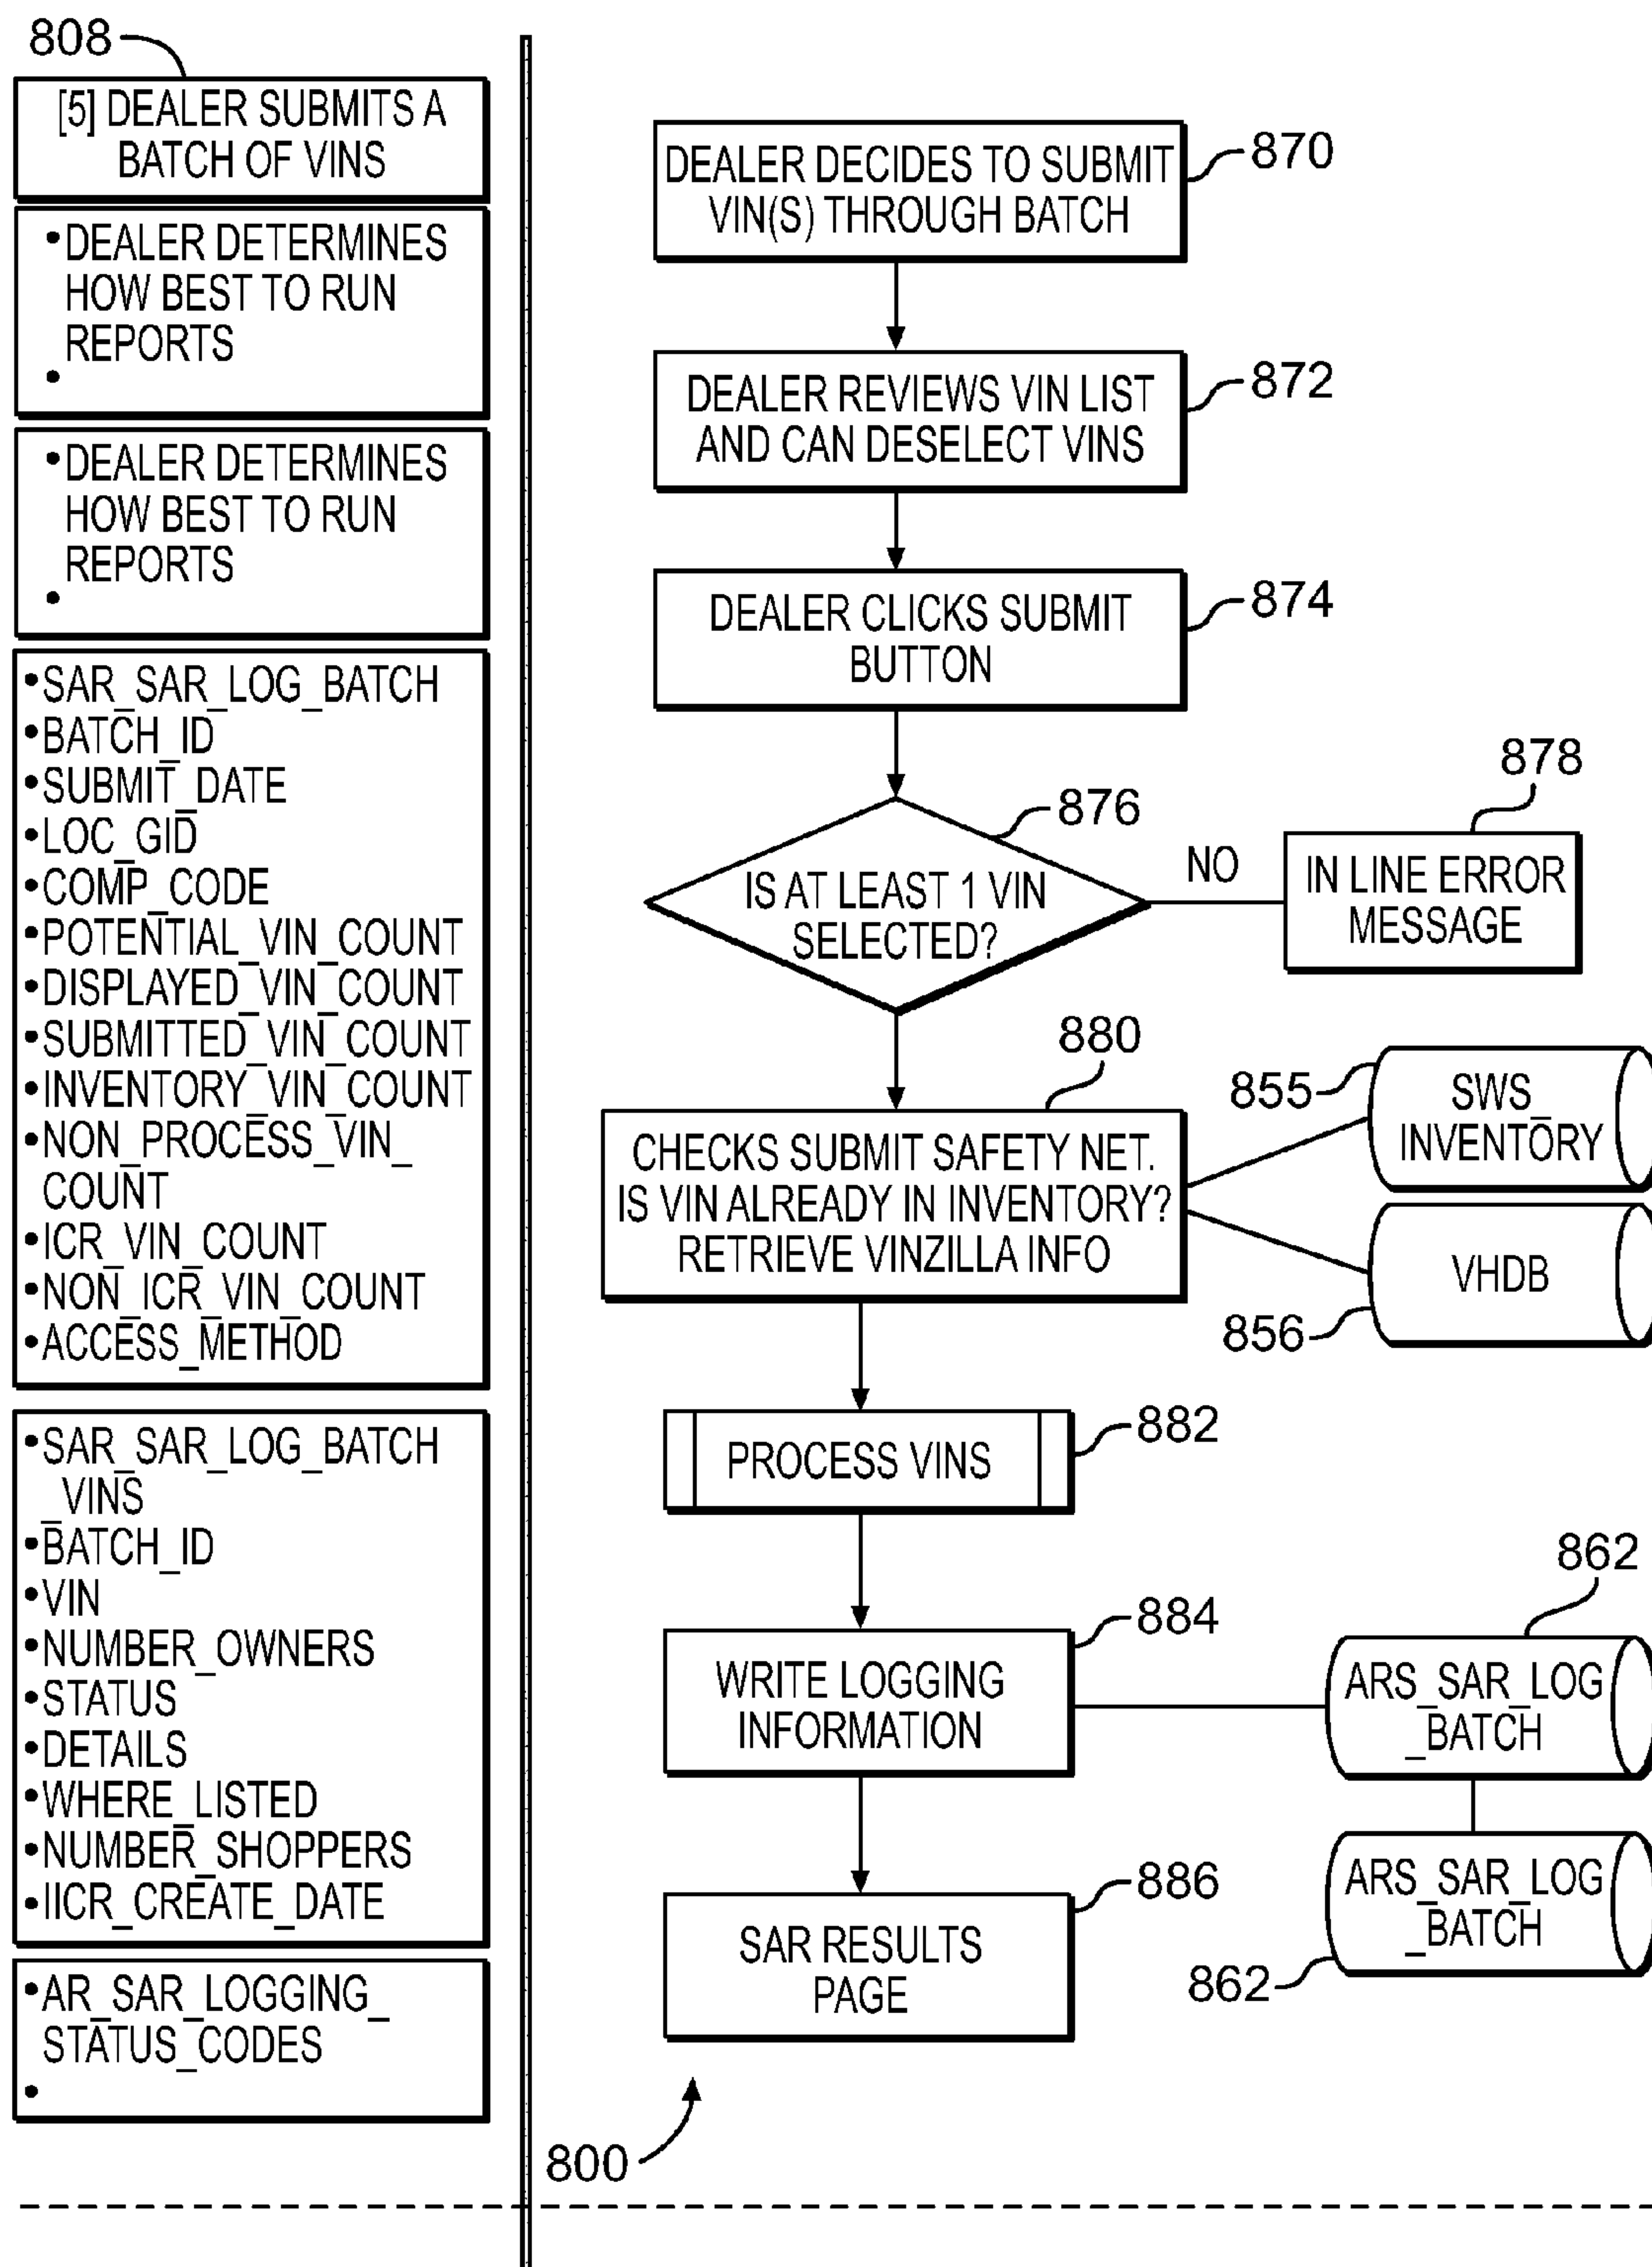 808
[5] DEALER SUBMITS A
BATCH OF VINS
• DEALER DETERMINES
HOW BEST TO RUN
REPORTS
•
• DEALER DETERMINES
HOW BEST TO RUN
REPORTS
•
• SAR_SAR_LOG_BATCH
• BATCH_ID
• SUBMIT_DATE
• LOC_GID
• COMP_CODE
• POTENTIAL_VIN_COUNT
• DISPLAYED_VIN_COUNT
• SUBMITTED_VIN_COUNT
• INVENTORY_VIN_COUNT
• NON_PROCESS_VIN_
COUNT
• ICR_VIN_COUNT
• NON_ICR_VIN_COUNT
• ACCESS_METHOD
• SAR_SAR_LOG_BATCH
_VINS
• BATCH_ID
• VIN
• NUMBER_OWNERS
• STATUS
• DETAILS
• WHERE_LISTED
• NUMBER_SHOPPERS
• IICR_CREATE_DATE
• AR_SAR_LOGGING_
STATUS_CODES
•
DEALER DECIDES TO SUBMIT
VIN(S) THROUGH BATCH
870
DEALER REVIEWS VIN LIST
AND CAN DESELECT VINS
872
DEALER CLICKS SUBMIT
BUTTON
874
876
IS AT LEAST 1 VIN
SELECTED?
NO
878
IN LINE ERROR
MESSAGE
880
CHECKS SUBMIT SAFETY NET.
IS VIN ALREADY IN INVENTORY?
RETRIEVE VINZILLA INFO
855
SWS_
INVENTORY
VHDB
856
PROCESS VINS
882
WRITE LOGGING
INFORMATION
884
862
ARS_SAR_LOG
_BATCH
ARS_SAR_LOG
_BATCH
862
SAR RESULTS
PAGE
886
800